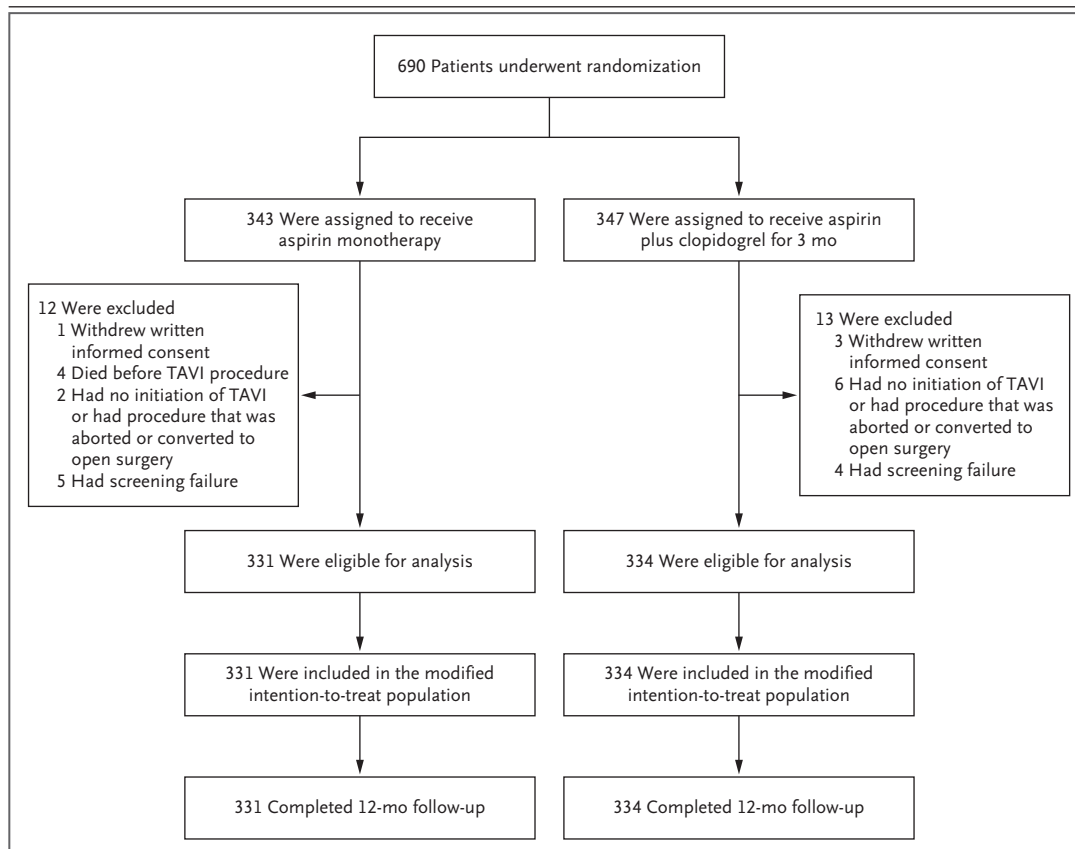 690 Patients underwent randomization
343 Were assigned to receive
aspirin monotherapy
347 Were assigned to receive aspirin
plus clopidogrel for 3 mo
12 Were excluded
1 Withdrew written
informed consent
4 Died before TAVI procedure
2 Had no initiation of TAVI
or had procedure that was
aborted or converted to
open surgery
5 Had screening failure
13 Were excluded
3 Withdrew written
informed consent
6 Had no initiation of TAVI
or had procedure that was
aborted or converted to
open surgery
4 Had screening failure
331 Were eligible for analysis
334 Were eligible for analysis
331 Were included in the modified
intention-to-treat population
334 Were included in the modified
intention-to-treat population
331 Completed 12-mo follow-up
334 Completed 12-mo follow-up